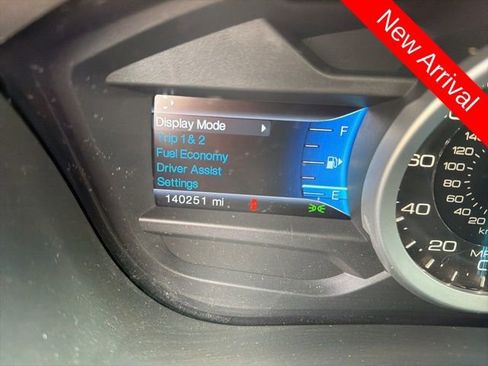 New Arrival
Display Mode
Trip 1 & 2
Fuel Economy
Driver Assist
Settings
140251 mi
F
E
60
40
20
MPH
140
120
100
80
60
40
20